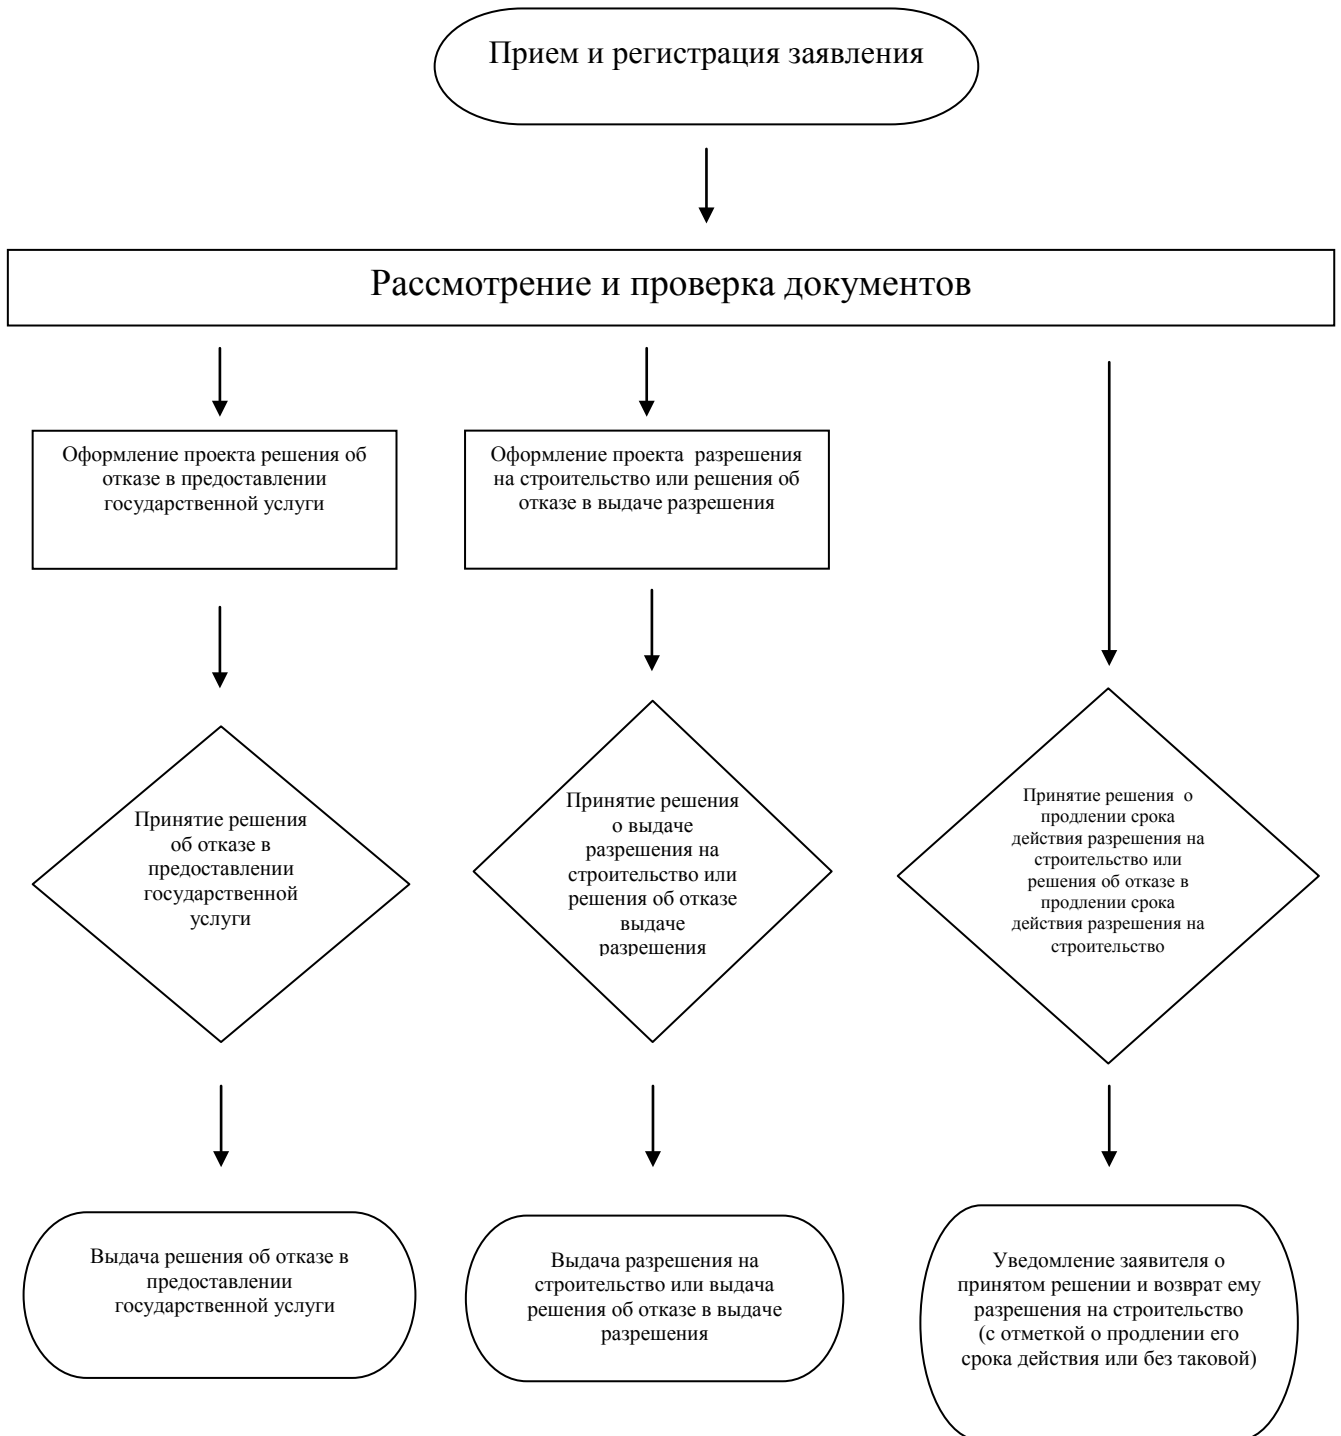 Прием и регистрация заявления
Рассмотрение и проверка документов
Оформление проекта решения об
отказе в предоставлении
государственной услуги
Оформление проекта разрешения
на строительство или решения об
отказе в выдаче разрешения
Принятие решения
об отказе в
предоставлении
государственной
услуги
Принятие решения
о выдаче
разрешения на
строительство или
решения об отказе
выдаче
разрешения
Принятие решения о
продлении срока
действия разрешения на
строительство или
решения об отказе в
продлении срока
действия разрешения на
строительство
Выдача решения об отказе в
предоставлении
государственной услуги
Выдача разрешения на
строительство или выдача
решения об отказе в выдаче
разрешения
Уведомление заявителя о
принятом решении и возврат ему
разрешения на строительство
(с отметкой о продлении его
срока действия или без таковой)